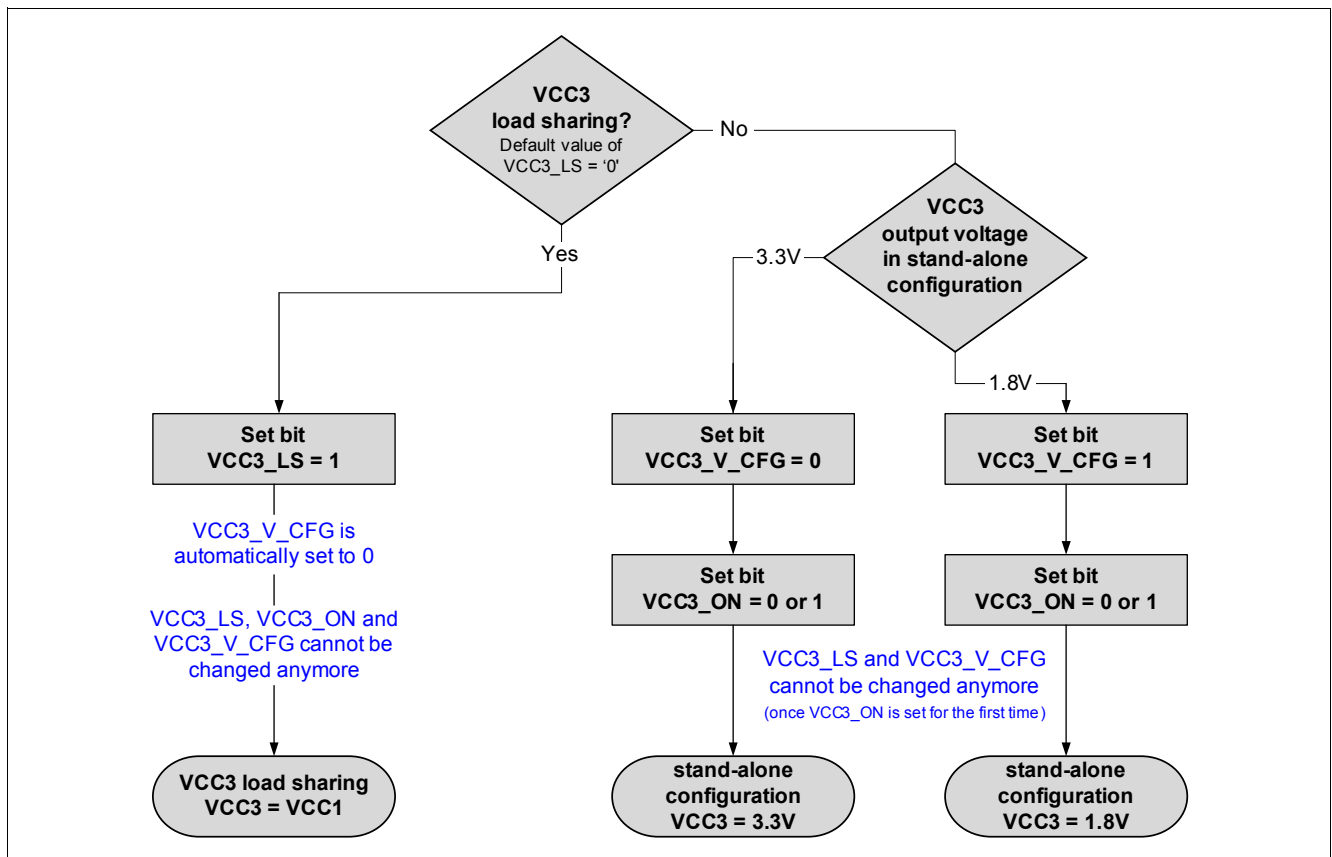 VCC3
load sharing?
Default value of
VCC3_LS = ‘0'
No
Yes
VCC3
output voltage
in stand-alone
configuration
3.3V
1.8V
Set bit
VCC3_LS = 1
VCC3_V_CFG is
automatically set to 0
VCC3_LS, VCC3_ON and
VCC3_V_CFG cannot be
changed anymore
VCC3 load sharing
VCC3 = VCC1
Set bit
VCC3_V_CFG = 0
Set bit
VCC3_ON = 0 or 1
Set bit
VCC3_V_CFG = 1
Set bit
VCC3_ON = 0 or 1
VCC3_LS and VCC3_V_CFG
cannot be changed anymore
(once VCC3_ON is set for the first time)
stand-alone
configuration
VCC3 = 3.3V
stand-alone
configuration
VCC3 = 1.8V